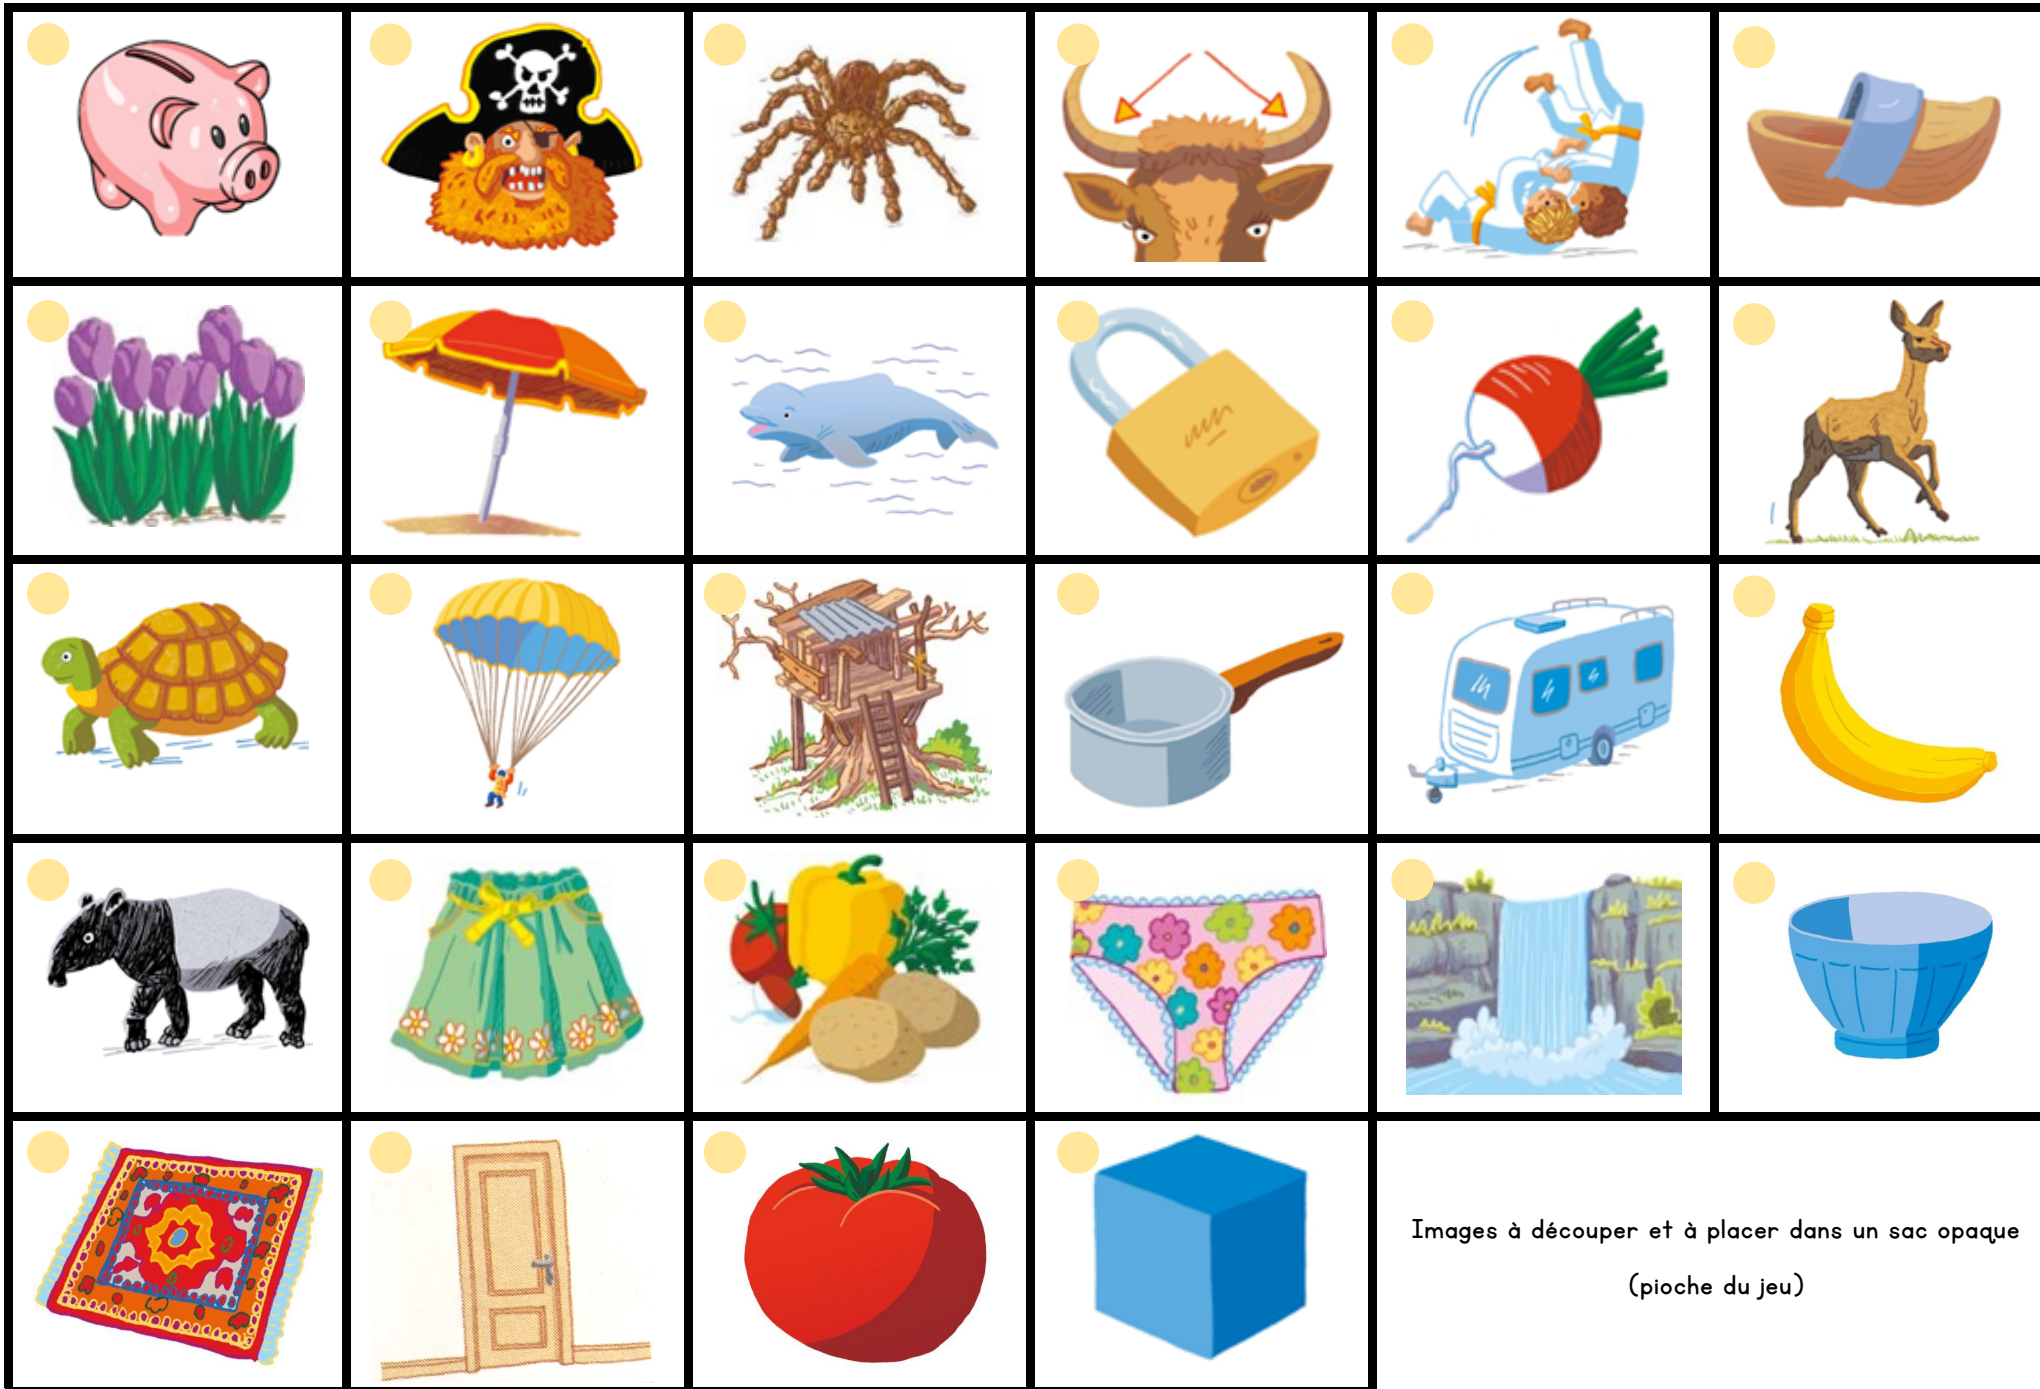 Images à découper et à placer dans un sac opaque
(pioche du jeu)